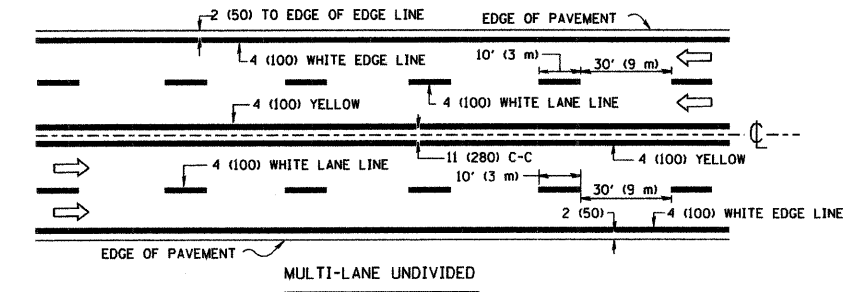 2 (50) TO EDGE OF EDGE LINE
EDGE OF PAVEMENT
4 (100) WHITE EDGE LINE
10' (3 m)
30' (9 m)
4 (100) YELLOW
4 (100) WHITE LANE LINE
CL
4 (100) WHITE LANE LINE
11 (280) C-C
4 (100) YELLOW
10' (3 m)
30' (9 m)
2 (50)
4 (100) WHITE EDGE LINE
EDGE OF PAVEMENT
MULTI-LANE UNDIVIDED